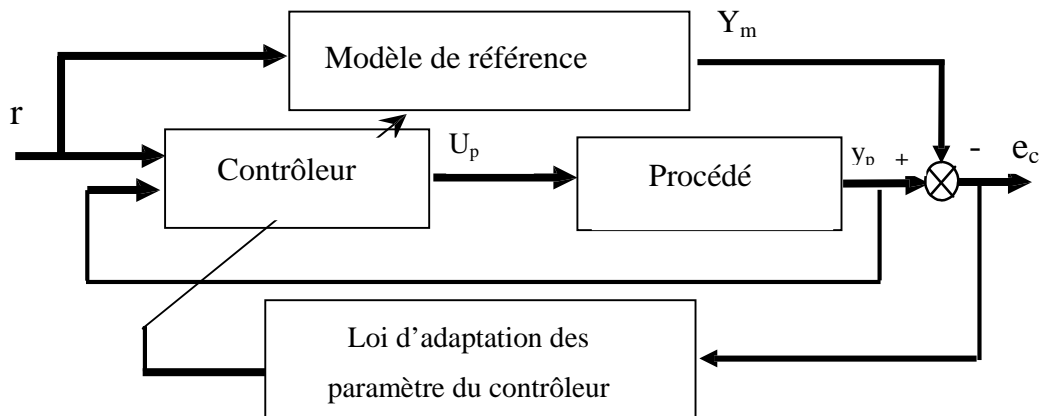 Y_m
Modèle de référence
r
U_p
y_p + - e_c
Contrôleur
Procédé
Loi d'adaptation des
paramètre du contrôleur